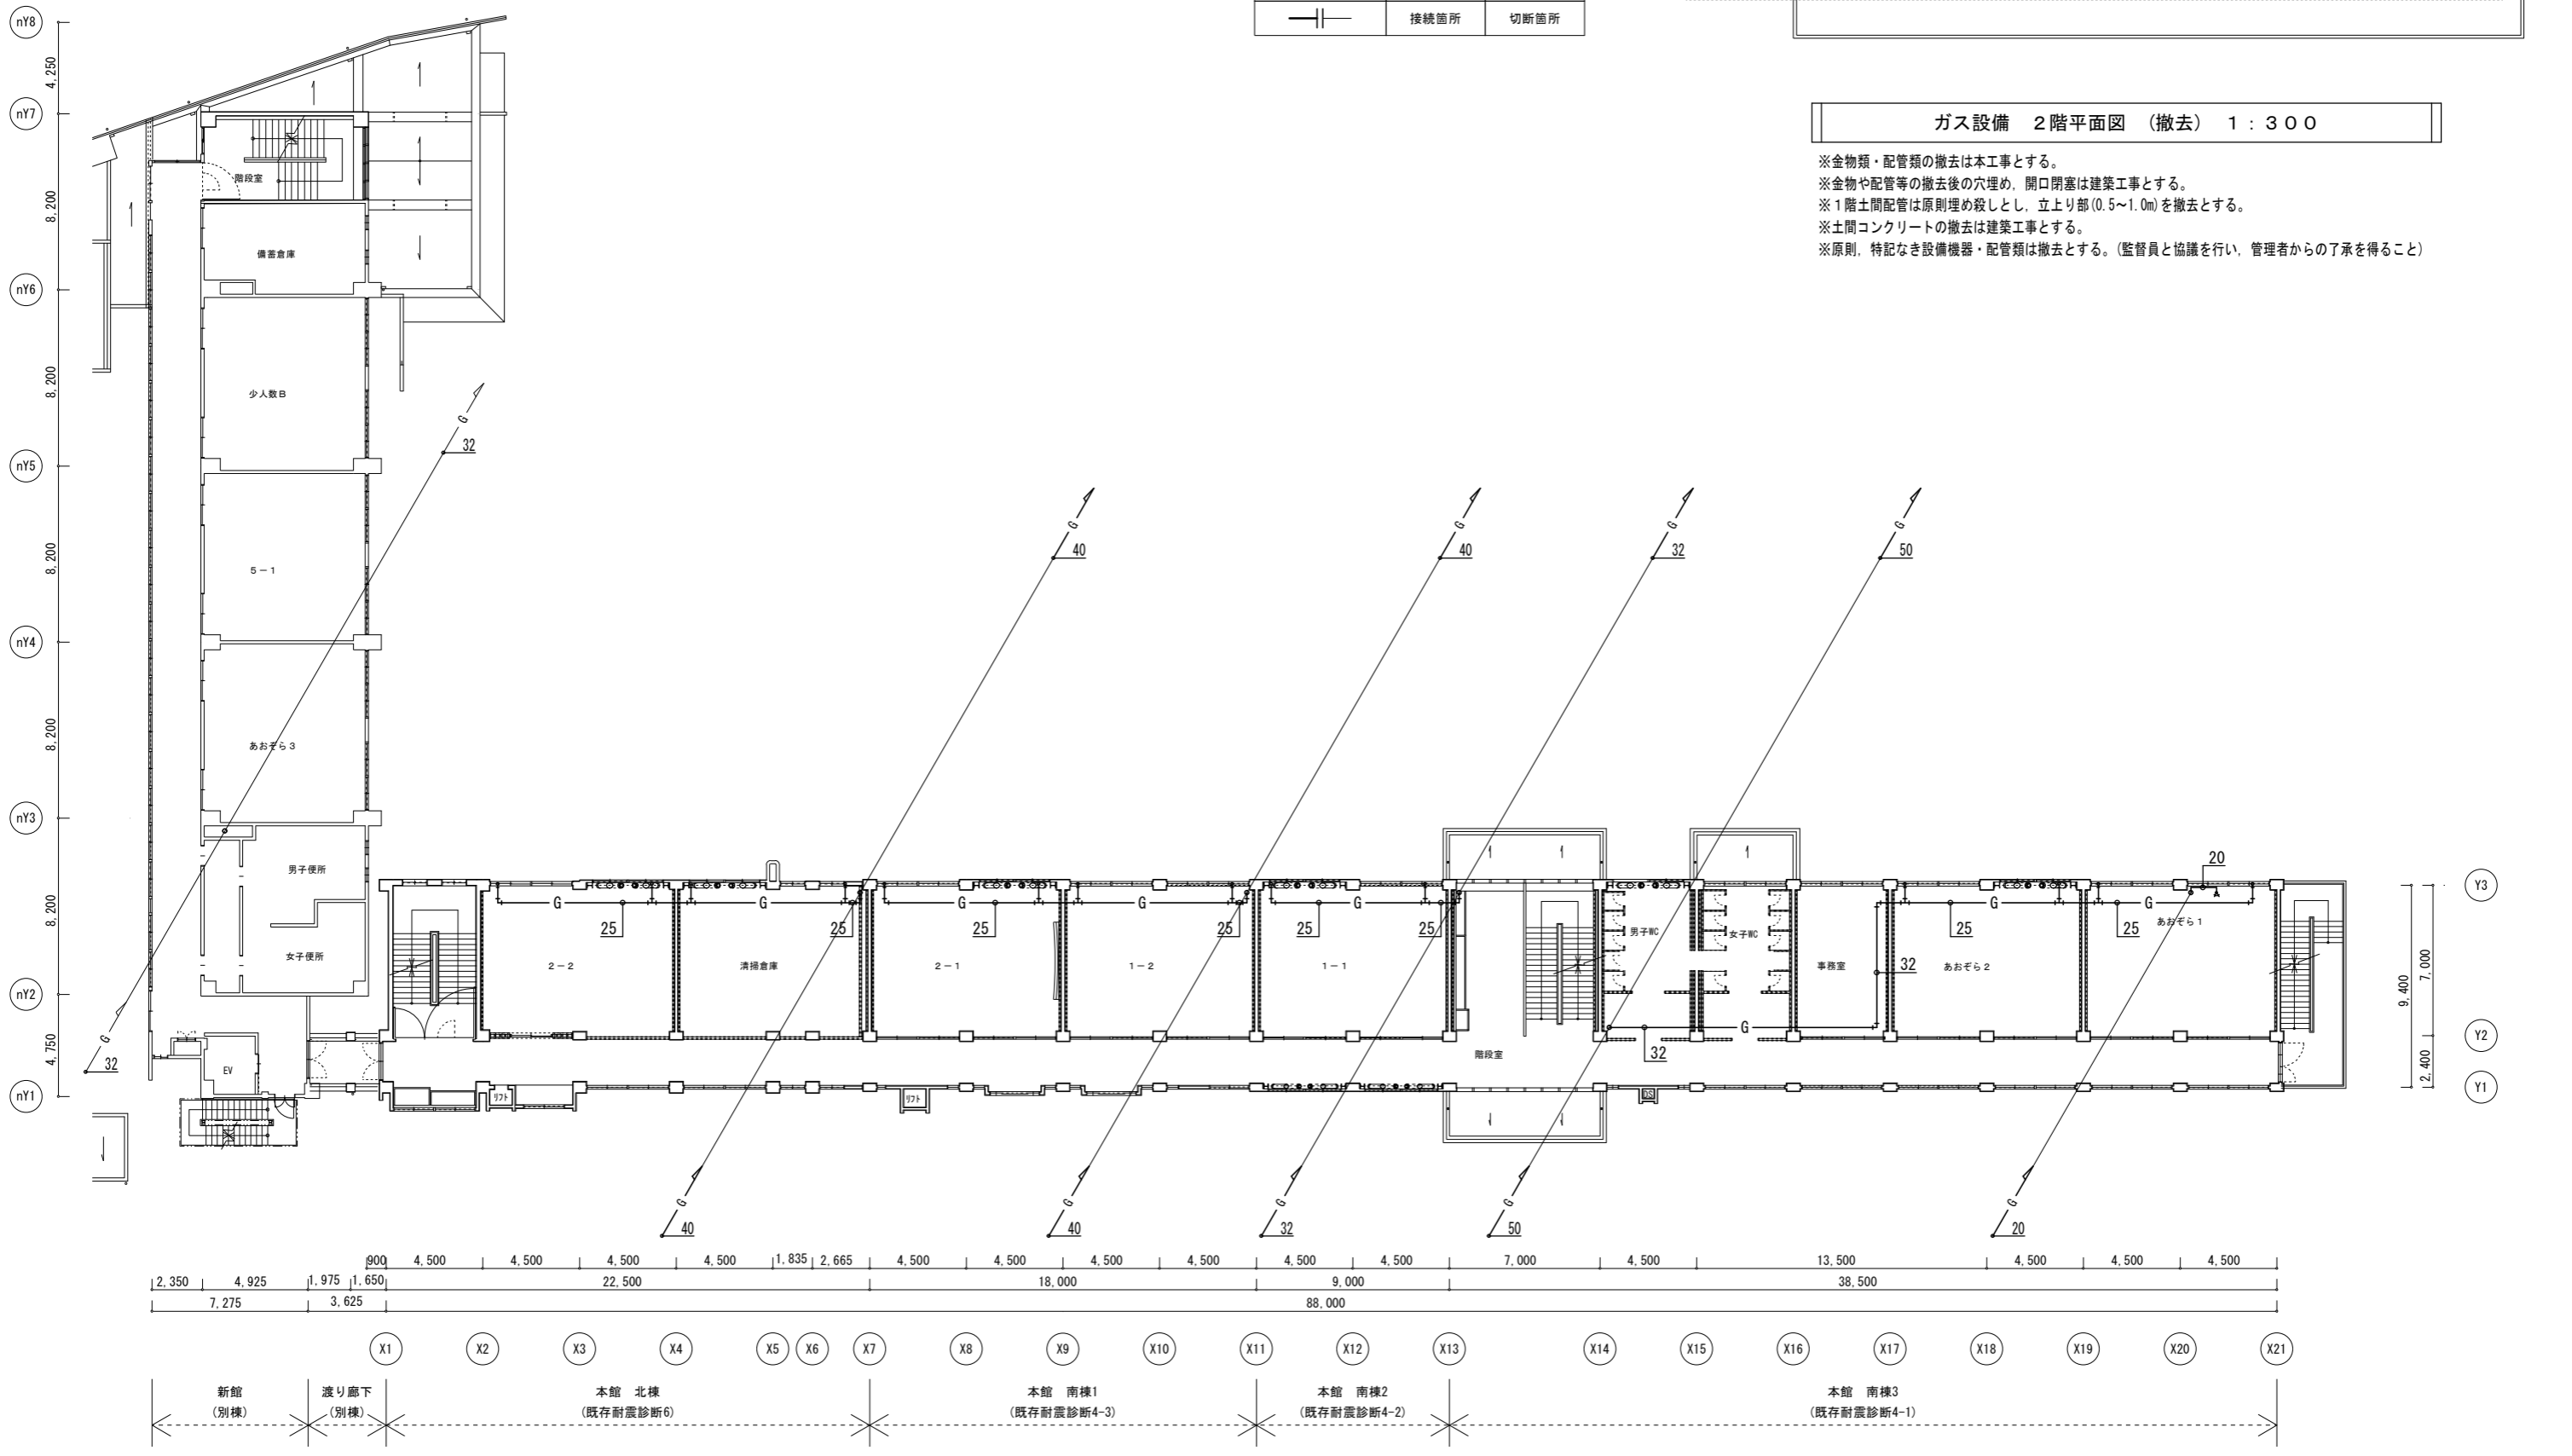 接続箇所 切断箇所
ガス設備 2階平面図 (撤去) 1:300
※金物類・配管類の撤去は本工事とする。
※金物や配管等の撤去後の穴埋め,開口閉塞は建築工事とする。
※1階土間配管は原則埋め殺しとし,立上り部(0.5~1.0m)を撤去とする。
※土間コンクリートの撤去は建築工事とする。
※原則,特記なき設備機器・配管類は撤去とする。(監督員と協議を行い,管理者からの了承を得ること)
nY8
4,250
nY7
8,200
nY6
8,200
nY5
8,200
nY4
8,200
nY3
8,200
nY2
4,750
nY1
階段室
備蓄倉庫
少人数B
5-1
あおぞら3
男子便所
女子便所
EV
G 32
G 32
G 40
G 40
G 32
G 50
20
G G G G G G G
25 25 25 25 25 25 25 25
2-2 清掃倉庫 2-1 1-2 1-1 男子WC 女子WC 事務室 32 あおぞら2 あおぞら1
G
32
階段室
リフト リフト DS
Y3
7,000
9,400
Y2
2,400
Y1
G 40
G 40
G 32
G 50
G 20
900 4,500 4,500 4,500 4,500 1,835 2,665 4,500 4,500 4,500 4,500 4,500 4,500 7,000 4,500 13,500 4,500 4,500 4,500
2,350 4,925 1,975 1,650 22,500 18,000 9,000 38,500
7,275 3,625 88,000
X1 X2 X3 X4 X5 X6 X7 X8 X9 X10 X11 X12 X13 X14 X15 X16 X17 X18 X19 X20 X21
新館 渡り廊下 本館 北棟 本館 南棟1 本館 南棟2 本館 南棟3
(別棟) (別棟) (既存耐震診断6) (既存耐震診断4-3) (既存耐震診断4-2) (既存耐震診断4-1)